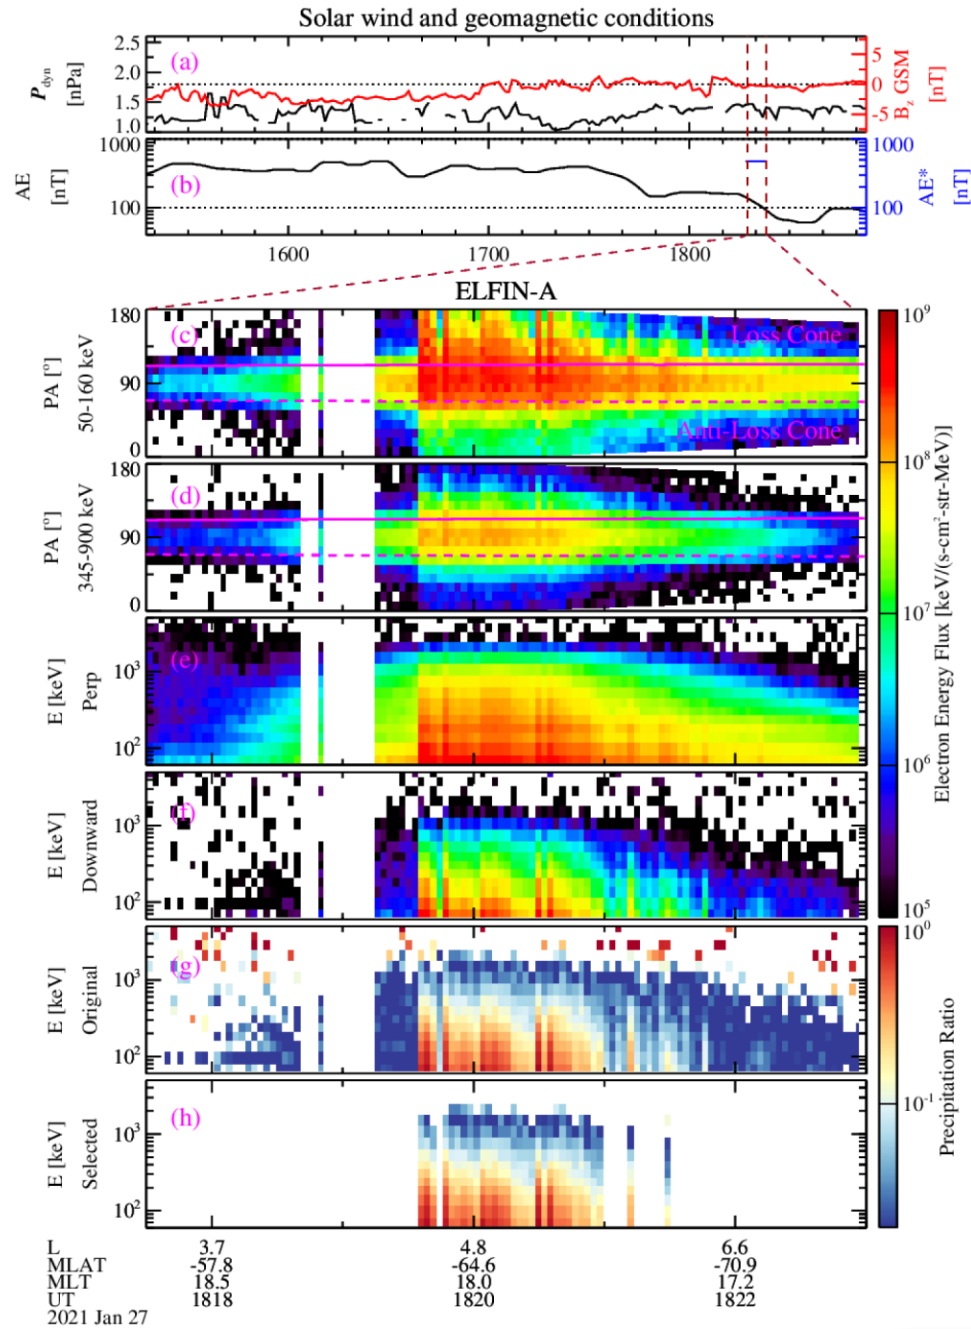 Solar wind and geomagnetic conditions
2.5
2.0
1.5
1.0
P_dyn
[nPa]
(a)
5
0
-5
B_z GSM
[nT]
1000
100
AE
[nT]
(b)
1000
100
AE*
[nT]
1600
1700
1800
ELFIN-A
180
90
0
PA [°]
50-160 keV
(c)
Loss Cone
Anti-Loss Cone
180
90
0
PA [°]
345-900 keV
(d)
10^3
10^2
E [keV]
Perp
(e)
10^3
10^2
E [keV]
Downward
(f)
10^9
10^8
10^7
10^6
10^5
Electron Energy Flux [keV/(s-cm²-str-MeV)]
10^3
10^2
E [keV]
Original
(g)
10^3
10^2
E [keV]
Selected
(h)
10^0
10^-1
Precipitation Ratio
L 3.7 4.8 6.6
MLAT -57.8 -64.6 -70.9
MLT 18.5 18.0 17.2
UT 1818 1820 1822
2021 Jan 27